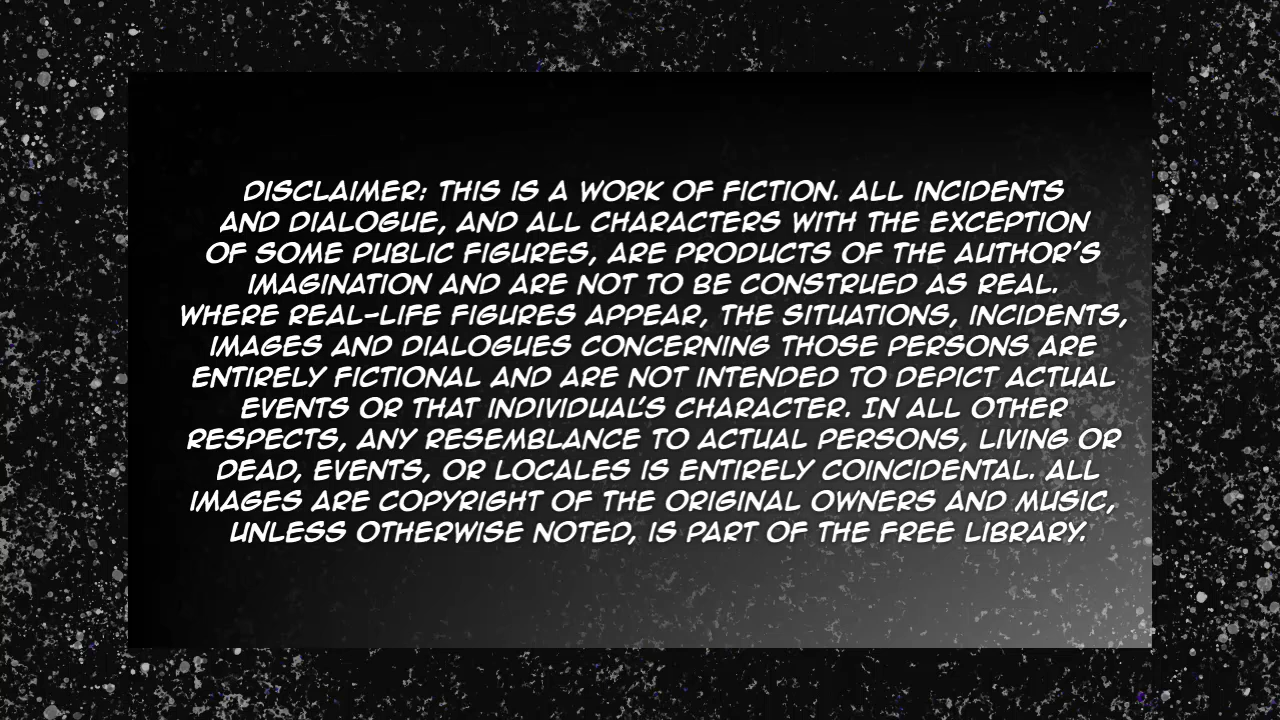 DISCLAIMER: THIS IS A WORK OF FICTION. ALL INCIDENTS
AND DIALOGUE, AND ALL CHARACTERS WITH THE EXCEPTION
OF SOME PUBLIC FIGURES, ARE PRODUCTS OF THE AUTHOR'S
IMAGINATION AND ARE NOT TO BE CONSTRUED AS REAL.
WHERE REAL-LIFE FIGURES APPEAR, THE SITUATIONS, INCIDENTS,
IMAGES AND DIALOGUES CONCERNING THOSE PERSONS ARE
ENTIRELY FICTIONAL AND ARE NOT INTENDED TO DEPICT ACTUAL
EVENTS OR THAT INDIVIDUAL'S CHARACTER. IN ALL OTHER
RESPECTS, ANY RESEMBLANCE TO ACTUAL PERSONS, LIVING OR
DEAD, EVENTS, OR LOCALES IS ENTIRELY COINCIDENTAL. ALL
IMAGES ARE COPYRIGHT OF THE ORIGINAL OWNERS AND MUSIC,
UNLESS OTHERWISE NOTED, IS PART OF THE FREE LIBRARY.